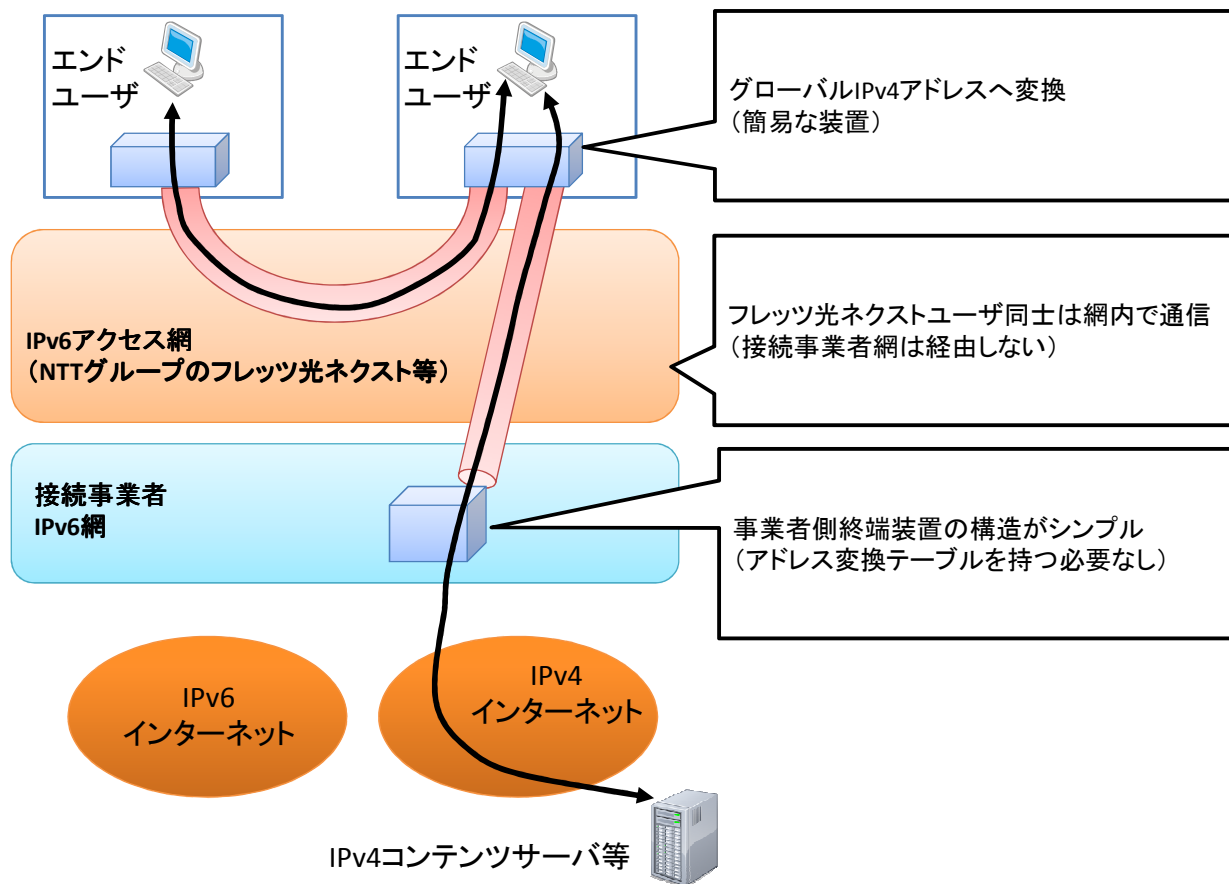 エンド
ユーザ
エンド
ユーザ
グローバルIPv4アドレスへ変換
（簡易な装置）
IPv6アクセス網
（NTTグループのフレッツ光ネクスト等）
フレッツ光ネクストユーザ同士は網内で通信
（接続事業者網は経由しない）
接続事業者
IPv6網
事業者側終端装置の構造がシンプル
（アドレス変換テーブルを持つ必要なし）
IPv6
インターネット
IPv4
インターネット
IPv4コンテンツサーバ等